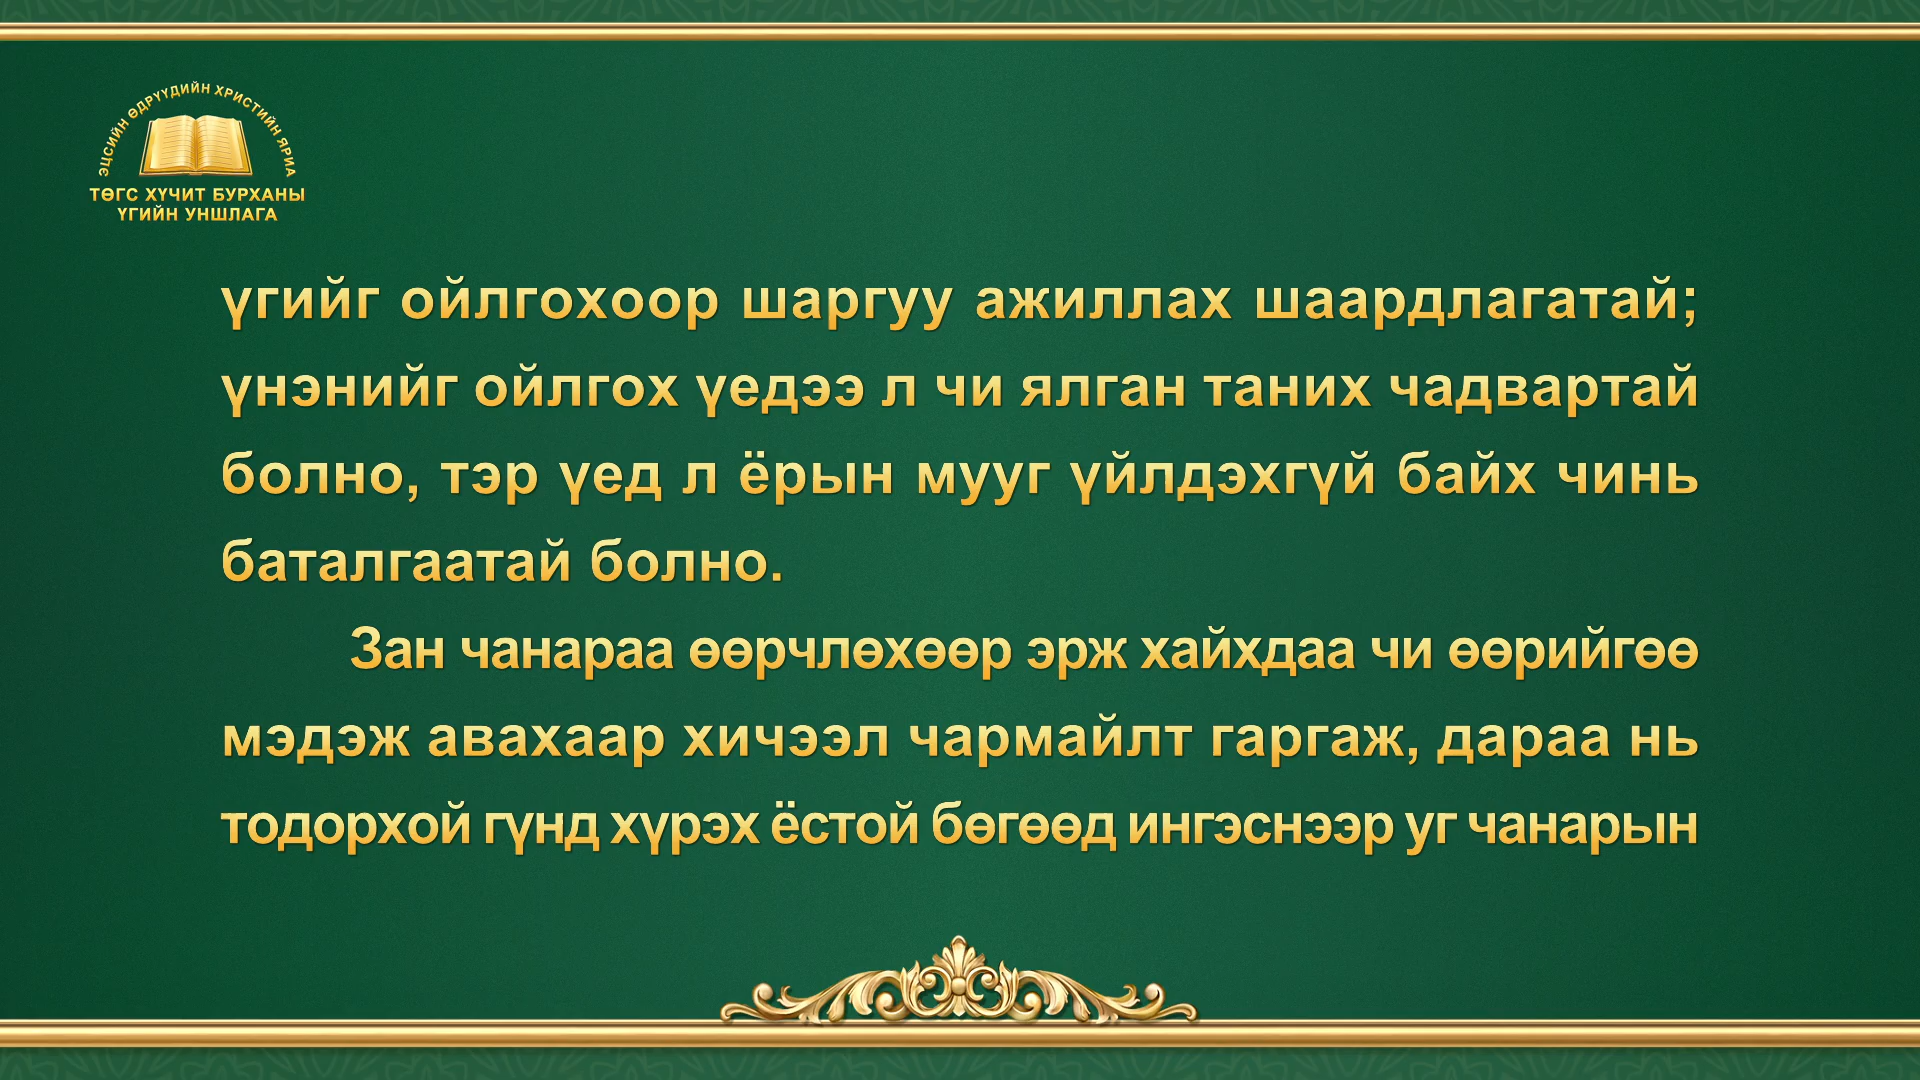 ЭЦСИЙН ӨДРҮҮДИЙН ХРИСТИЙН ЯРИА
ТӨГС ХҮЧИТ БУРХАНЫ
ҮГИЙН УНШЛАГА
үгийг ойлгохоор шаргуу ажиллах шаардлагатай;
үнэнийг ойлгох үедээ л чи ялган таних чадвартай
болно, тэр үед л ёрын мууг үйлдэхгүй байх чинь
баталгаатай болно.
Зан чанараа өөрчлөхөөр эрж хайхдаа чи өөрийгөө
мэдэж авахаар хичээл чармайлт гаргаж, дараа нь
тодорхой гүнд хүрэх ёстой бөгөөд ингэснээр уг чанарын